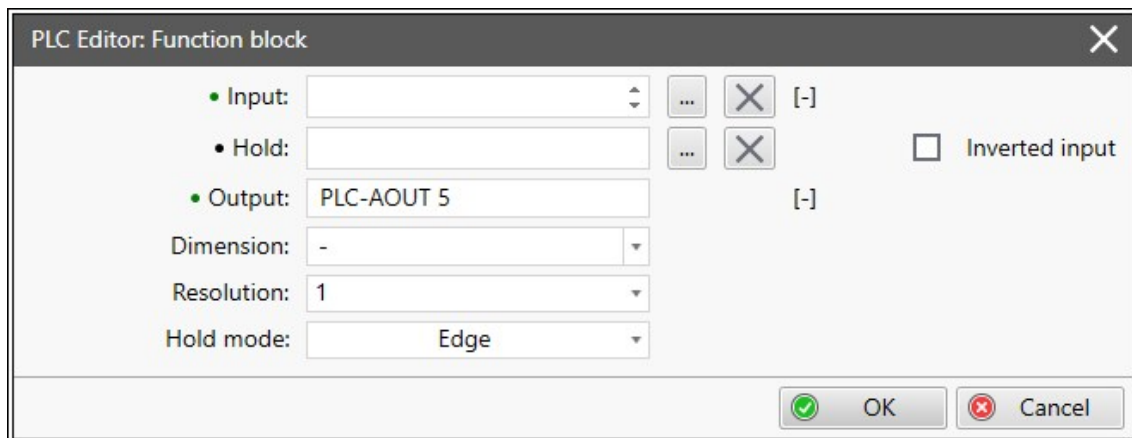 PLC Editor: Function block
• Input: ... [-]
• Hold: ... Inverted input
• Output: PLC-AOUT 5 [-]
Dimension: -
Resolution: 1
Hold mode: Edge
OK Cancel